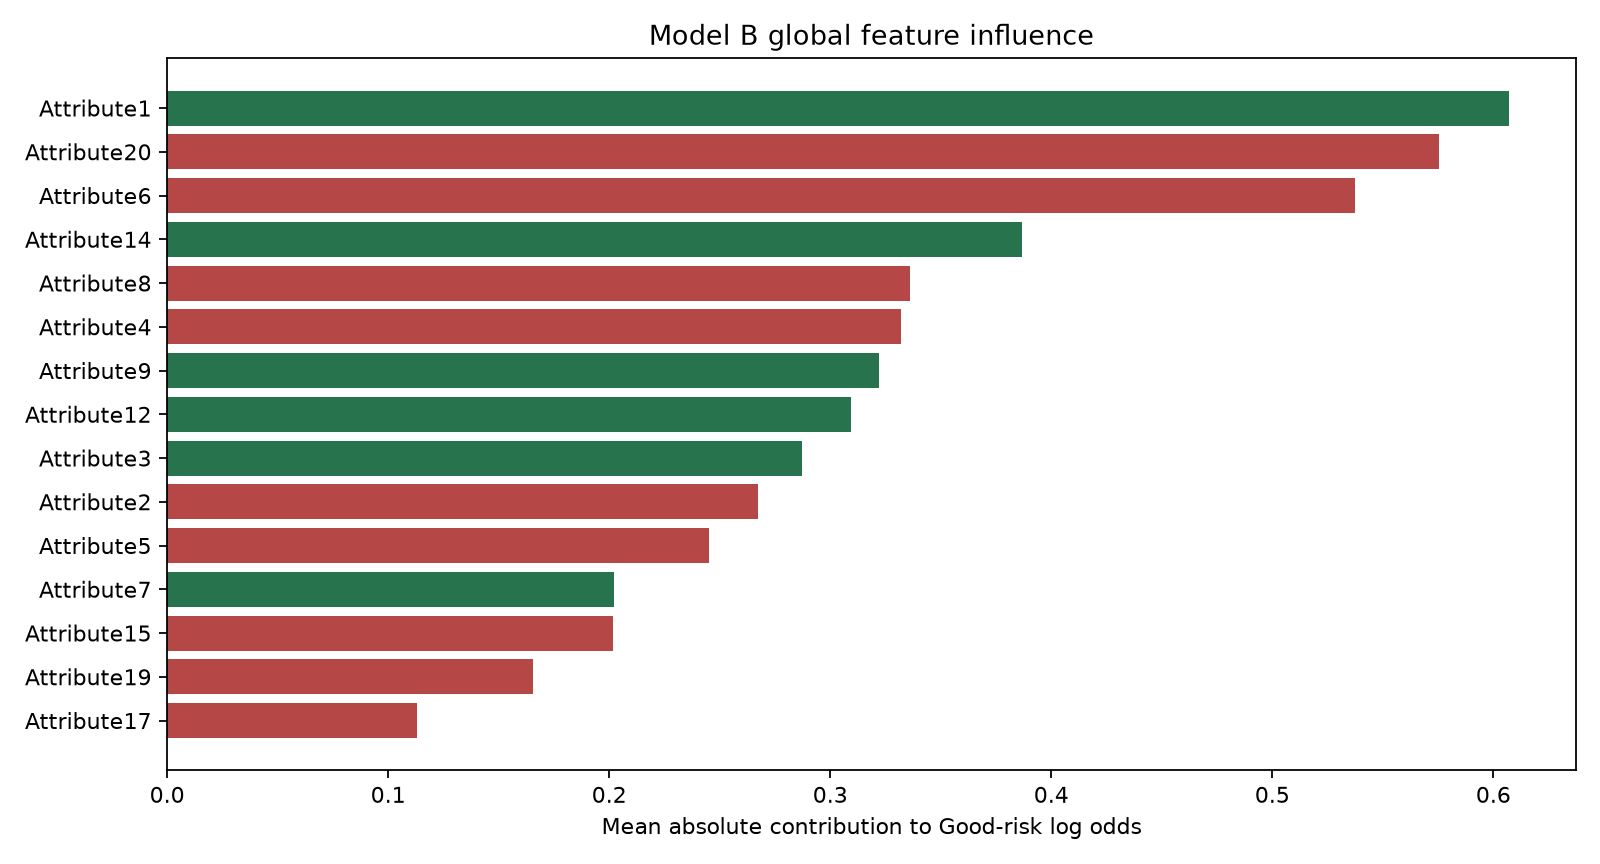 Model B global feature influence
Attribute1
Attribute20
Attribute6
Attribute14
Attribute8
Attribute4
Attribute9
Attribute12
Attribute3
Attribute2
Attribute5
Attribute7
Attribute15
Attribute19
Attribute17
0.0 0.1 0.2 0.3 0.4 0.5 0.6
Mean absolute contribution to Good-risk log odds